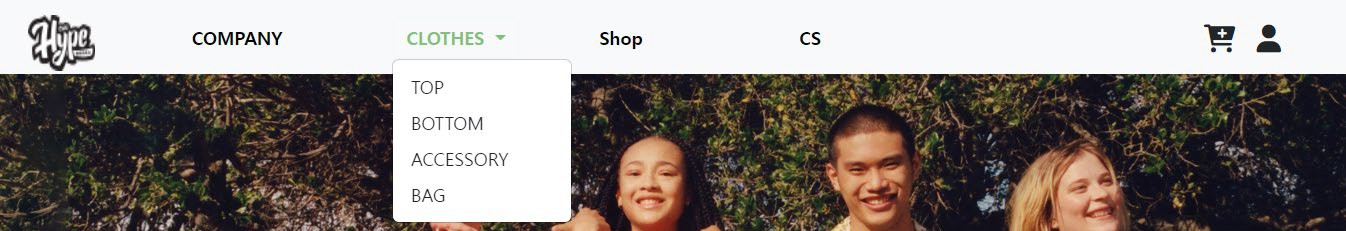 Hype
COMPANY
CLOTHES
Shop
CS
TOP
BOTTOM
ACCESSORY
BAG